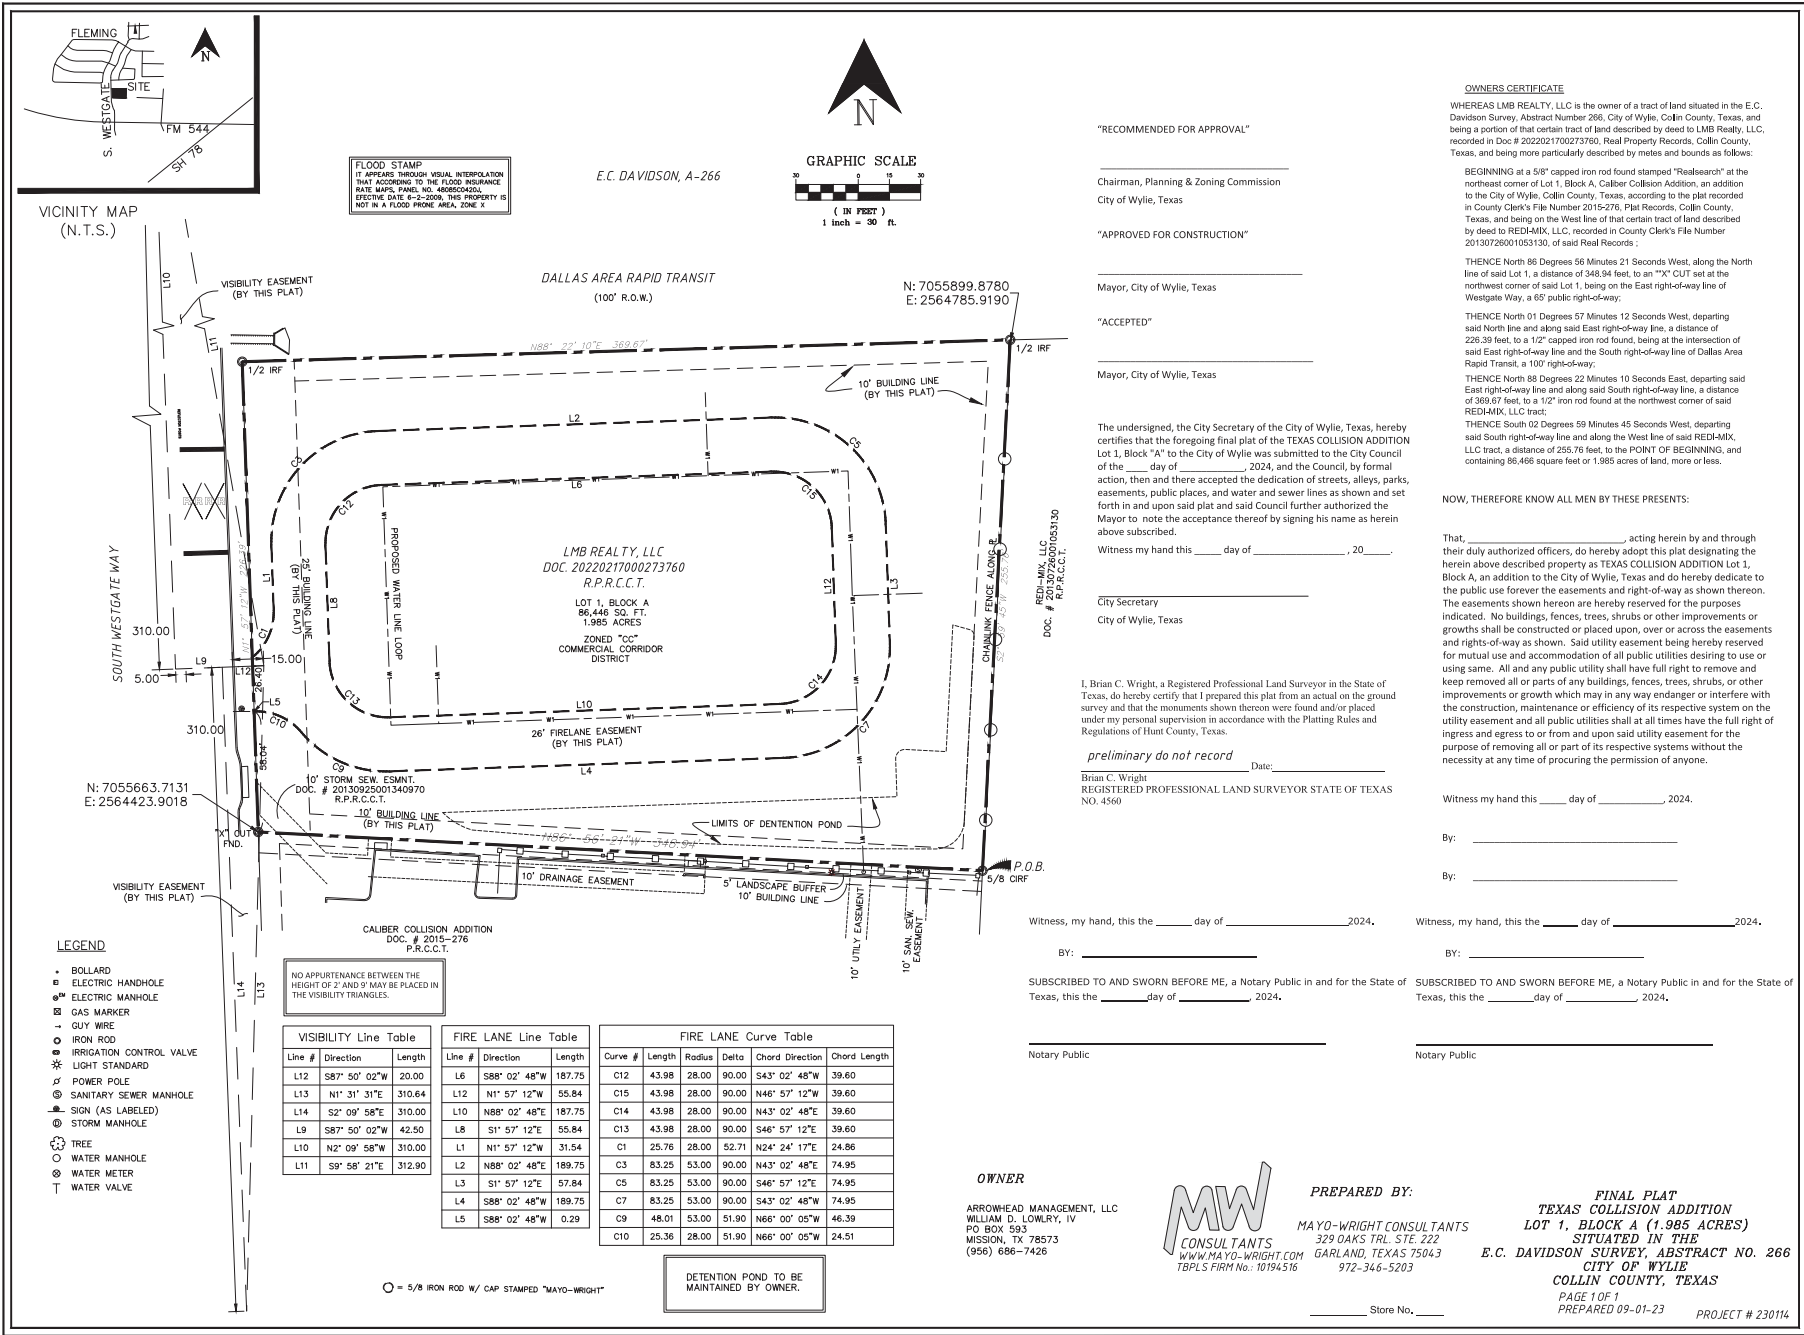 FLEMING
N
SITE
S. WESTGATE
FM 544
SH 78
VICINITY MAP
(N.T.S.)
FLOOD STAMP
IT APPEARS THROUGH VISUAL INTERPOLATION
THAT ACCORDING TO THE FLOOD INSURANCE
RATE MAPS, PANEL NO. 48085C0420J,
EFFECTIVE DATE 6-2-2009, THIS PROPERTY IS
NOT IN A FLOOD PRONE AREA, ZONE X
E.C. DAVIDSON, A-266
N
GRAPHIC SCALE
30 0 15 30
( IN FEET )
1 inch = 30 ft.
DALLAS AREA RAPID TRANSIT
(100' R.O.W.)
N: 7055899.8780
E: 2564785.9190
VISIBILITY EASEMENT
(BY THIS PLAT)
L10
L11
N88° 22' 10"E 369.67'
1/2 IRF
1/2 IRF
10' BUILDING LINE
(BY THIS PLAT)
L2
C3
C5
L6
C12
C15
W1 W1 W1 W1 W1 W1
PROPOSED WATER LINE LOOP
25' BUILDING LINE
(BY THIS PLAT)
LMB REALTY, LLC
DOC. 20220217000273760
R.P.R.C.C.T.
LOT 1, BLOCK A
86,446 SQ. FT.
1.985 ACRES
ZONED "CC"
COMMERCIAL CORRIDOR
DISTRICT
L1
L8
L12
L3
CHAINLINK FENCE ALONG PL
REDI-MIX, LLC
DOC. # 20130726001053130
R.P.R.C.C.T.
SOUTH WESTGATE WAY
N1° 57' 12"W 226.39'
310.00
L9
L12
15.00
5.00
26.40
L5
C1
C10
310.00
58.04'
C13
C14
L10
C7
C9
26' FIRELANE EASEMENT
(BY THIS PLAT)
L4
N: 7055663.7131
E: 2564423.9018
"X" CUT
FND.
10' STORM SEW. ESMNT.
DOC. # 20130925001340970
R.P.R.C.C.T.
10' BUILDING LINE
(BY THIS PLAT)
LIMITS OF DENTENTION POND
N86° 56' 21"W 348.94'
P.O.B.
5/8 CIRF
10' DRAINAGE EASEMENT
5' LANDSCAPE BUFFER
10' BUILDING LINE
10' UTILY EASEMENT
10' SAN. SEW.
EASEMENT
VISIBILITY EASEMENT
(BY THIS PLAT)
L14
L13
CALIBER COLLISION ADDITION
DOC. # 2015-276
P.R.C.C.T.
NO APPURTENANCE BETWEEN THE
HEIGHT OF 2' AND 9' MAY BE PLACED IN
THE VISIBILITY TRIANGLES.
LEGEND
BOLLARD
ELECTRIC HANDHOLE
ELECTRIC MANHOLE
GAS MARKER
GUY WIRE
IRON ROD
IRRIGATION CONTROL VALVE
LIGHT STANDARD
POWER POLE
SANITARY SEWER MANHOLE
SIGN (AS LABELED)
STORM MANHOLE
TREE
WATER MANHOLE
WATER METER
WATER VALVE
VISIBILITY Line Table
Line # Direction Length
L12 S87° 50' 02"W 20.00
L13 N1° 31' 31"E 310.64
L14 S2° 09' 58"E 310.00
L9 S87° 50' 02"W 42.50
L10 N2° 09' 58"W 310.00
L11 S9° 58' 21"E 312.90
FIRE LANE Line Table
Line # Direction Length
L6 S88° 02' 48"W 187.75
L12 N1° 57' 12"W 55.84
L10 N88° 02' 48"E 187.75
L8 S1° 57' 12"E 55.84
L1 N1° 57' 12"W 31.54
L2 N88° 02' 48"E 189.75
L3 S1° 57' 12"E 57.84
L4 S88° 02' 48"W 189.75
L5 S88° 02' 48"W 0.29
FIRE LANE Curve Table
Curve # Length Radius Delta Chord Direction Chord Length
C12 43.98 28.00 90.00 S43° 02' 48"W 39.60
C15 43.98 28.00 90.00 N46° 57' 12"W 39.60
C14 43.98 28.00 90.00 N43° 02' 48"E 39.60
C13 43.98 28.00 90.00 S46° 57' 12"E 39.60
C1 25.76 28.00 52.71 N24° 24' 17"E 24.86
C3 83.25 53.00 90.00 N43° 02' 48"E 74.95
C5 83.25 53.00 90.00 S46° 57' 12"E 74.95
C7 83.25 53.00 90.00 S43° 02' 48"W 74.95
C9 48.01 53.00 51.90 N66° 00' 05"W 46.39
C10 25.36 28.00 51.90 N66° 00' 05"W 24.51
= 5/8 IRON ROD W/ CAP STAMPED "MAYO-WRIGHT"
DETENTION POND TO BE
MAINTAINED BY OWNER.
"RECOMMENDED FOR APPROVAL"
Chairman, Planning & Zoning Commission
City of Wylie, Texas
"APPROVED FOR CONSTRUCTION"
Mayor, City of Wylie, Texas
"ACCEPTED"
Mayor, City of Wylie, Texas
The undersigned, the City Secretary of the City of Wylie, Texas, hereby
certifies that the foregoing final plat of the TEXAS COLLISION ADDITION
Lot 1, Block "A" to the City of Wylie was submitted to the City Council
of the ____ day of ____________, 2024, and the Council, by formal
action, then and there accepted the dedication of streets, alleys, parks,
easements, public places, and water and sewer lines as shown and set
forth in and upon said plat and said Council further authorized the
Mayor to note the acceptance thereof by signing his name as herein
above subscribed.
Witness my hand this _____ day of _________________ , 20_____.
City Secretary
City of Wylie, Texas
I, Brian C. Wright, a Registered Professional Land Surveyor in the State of
Texas, do hereby certify that I prepared this plat from an actual on the ground
survey and that the monuments shown thereon were found and/or placed
under my personal supervision in accordance with the Platting Rules and
Regulations of Hunt County, Texas.
preliminary do not record
Date:
Brian C. Wright
REGISTERED PROFESSIONAL LAND SURVEYOR STATE OF TEXAS
NO. 4560
Witness, my hand, this the ______ day of ____________________2024.
BY:
SUBSCRIBED TO AND SWORN BEFORE ME, a Notary Public in and for the State of
Texas, this the ________day of ____________, 2024.
Notary Public
OWNERS CERTIFICATE
WHEREAS LMB REALTY, LLC is the owner of a tract of land situated in the E.C.
Davidson Survey, Abstract Number 266, City of Wylie, Collin County, Texas, and
being a portion of that certain tract of land described by deed to LMB Realty, LLC,
recorded in Doc # 2022021700273760, Real Property Records, Collin County,
Texas, and being more particularly described by metes and bounds as follows:
BEGINNING at a 5/8" capped iron rod found stamped "Realsearch" at the
northeast corner of Lot 1, Block A, Caliber Collision Addition, an addition
to the City of Wylie, Collin County, Texas, according to the plat recorded
in County Clerk's File Number 2015-276, Plat Records, Collin County,
Texas, and being on the West line of that certain tract of land described
by deed to REDI-MIX, LLC, recorded in County Clerk's File Number
20130726001053130, of said Real Records ;
THENCE North 86 Degrees 56 Minutes 21 Seconds West, along the North
line of said Lot 1, a distance of 348.94 feet, to an ""X" CUT set at the
northwest corner of said Lot 1, being on the East right-of-way line of
Westgate Way, a 65' public right-of-way;
THENCE North 01 Degrees 57 Minutes 12 Seconds West, departing
said North line and along said East right-of-way line, a distance of
226.39 feet, to a 1/2" capped iron rod found, being at the intersection of
said East right-of-way line and the South right-of-way line of Dallas Area
Rapid Transit, a 100' right-of-way;
THENCE North 88 Degrees 22 Minutes 10 Seconds East, departing said
East right-of-way line and along said South right-of-way line, a distance
of 369.67 feet, to a 1/2" iron rod found at the northwest corner of said
REDI-MIX, LLC tract;
THENCE South 02 Degrees 59 Minutes 45 Seconds West, departing
said South right-of-way line and along the West line of said REDI-MIX,
LLC tract, a distance of 255.76 feet, to the POINT OF BEGINNING, and
containing 86,466 square feet or 1.985 acres of land, more or less.
NOW, THEREFORE KNOW ALL MEN BY THESE PRESENTS:
That, ____________________, acting herein by and through
their duly authorized officers, do hereby adopt this plat designating the
herein above described property as TEXAS COLLISION ADDITION Lot 1,
Block A, an addition to the City of Wylie, Texas and do hereby dedicate to
the public use forever the easements and right-of-way as shown thereon.
The easements shown hereon are hereby reserved for the purposes
indicated. No buildings, fences, trees, shrubs or other improvements or
growths shall be constructed or placed upon, over or across the easements
and rights-of-way as shown. Said utility easement being hereby reserved
for mutual use and accommodation of all public utilities desiring to use or
using same. All and any public utility shall have full right to remove and
keep removed all or parts of any buildings, fences, trees, shrubs, or other
improvements or growth which may in any way endanger or interfere with
the construction, maintenance or efficiency of its respective system on the
utility easement and all public utilities shall at all times have the full right of
ingress and egress to or from and upon said utility easement for the
purpose of removing all or part of its respective systems without the
necessity at any time of procuring the permission of anyone.
Witness my hand this _____ day of ____________, 2024.
By:
By:
Witness, my hand, this the ______ day of ____________________2024.
BY:
SUBSCRIBED TO AND SWORN BEFORE ME, a Notary Public in and for the State of
Texas, this the ________day of ____________, 2024.
Notary Public
OWNER
ARROWHEAD MANAGEMENT, LLC
WILLIAM D. LOWLRY, IV
PO BOX 593
MISSION, TX 78573
(956) 686-7426
MW
CONSULTANTS
WWW.MAYO-WRIGHT.COM
TBPLS FIRM No.: 10194516
PREPARED BY:
MAYO-WRIGHT CONSULTANTS
329 OAKS TRL. STE. 222
GARLAND, TEXAS 75043
972-346-5203
________ Store No. ____
FINAL PLAT
TEXAS COLLISION ADDITION
LOT 1, BLOCK A (1.985 ACRES)
SITUATED IN THE
E.C. DAVIDSON SURVEY, ABSTRACT NO. 266
CITY OF WYLIE
COLLIN COUNTY, TEXAS
PAGE 1 OF 1
PREPARED 09-01-23
PROJECT # 230114